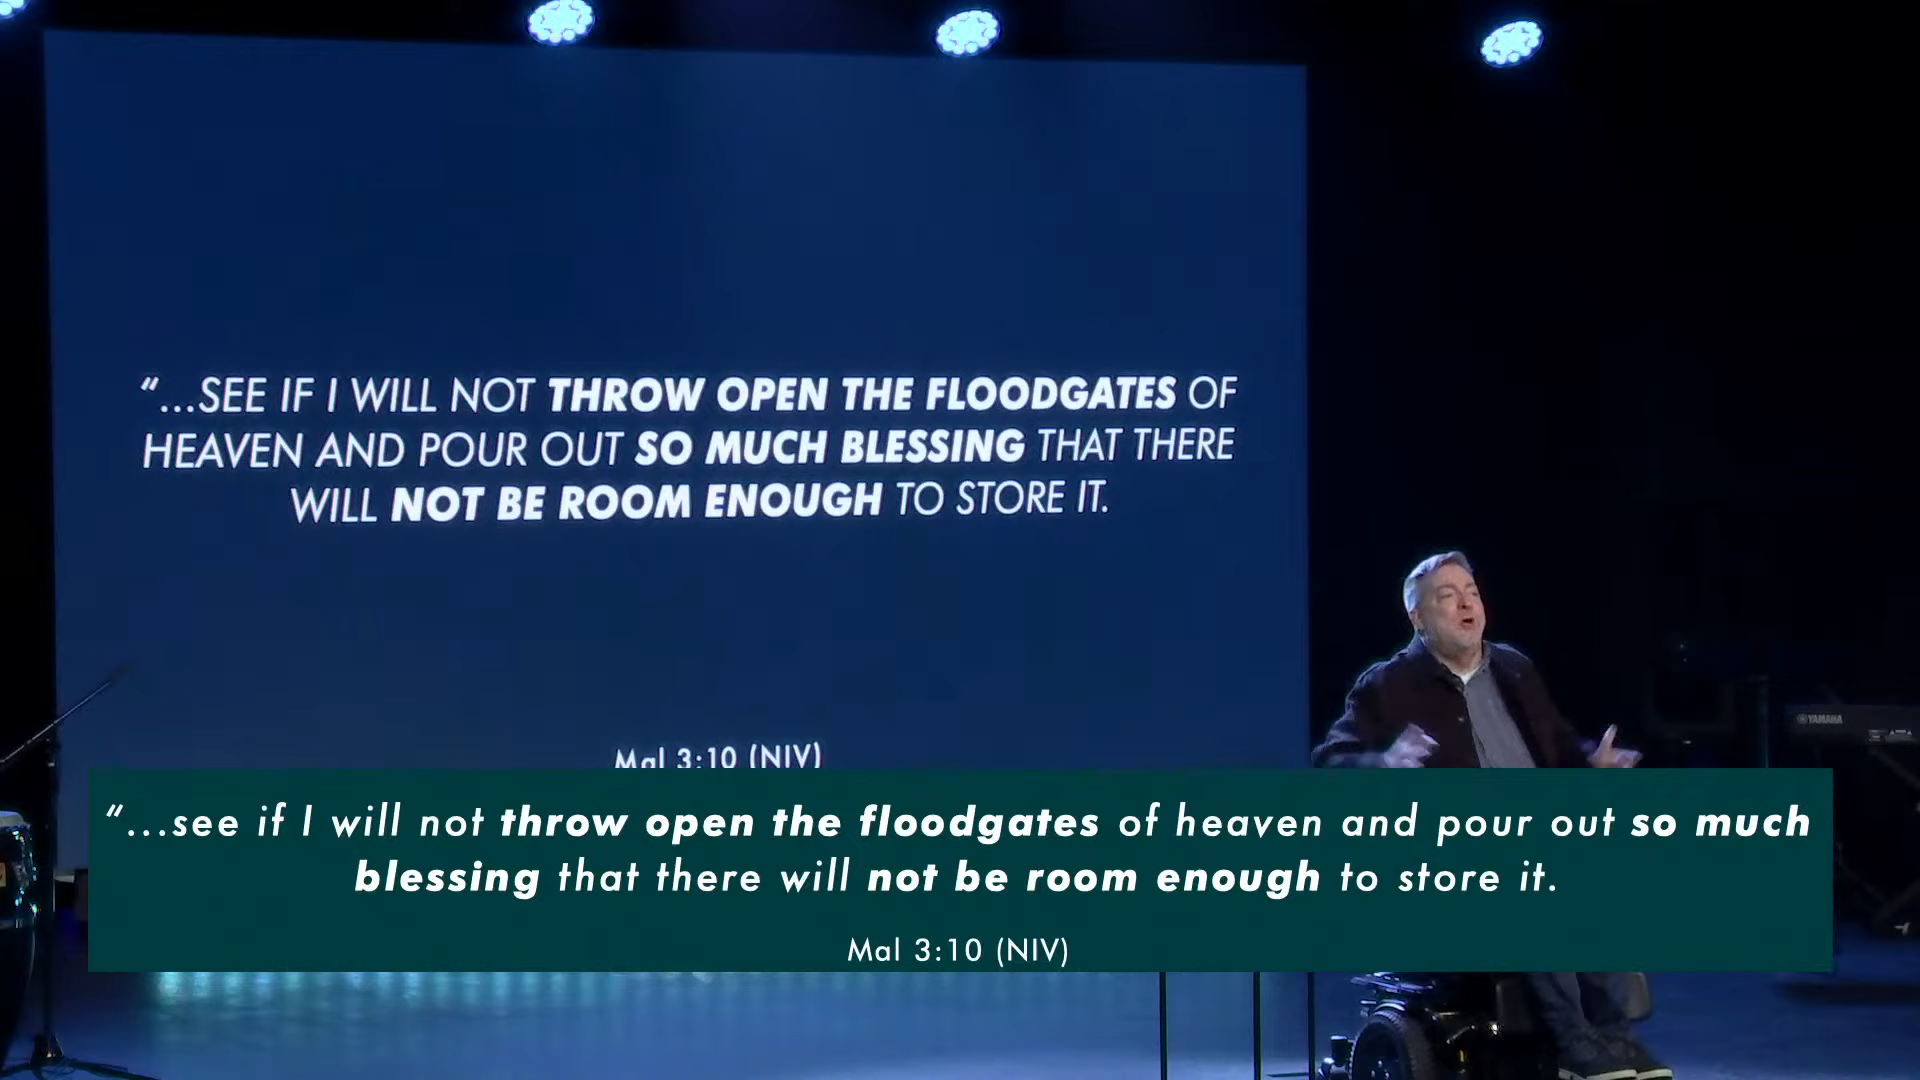 “...SEE IF I WILL NOT THROW OPEN THE FLOODGATES OF
HEAVEN AND POUR OUT SO MUCH BLESSING THAT THERE
WILL NOT BE ROOM ENOUGH TO STORE IT.
Mal 3:10 (NIV)
YAMAHA
“...see if I will not throw open the floodgates of heaven and pour out so much
blessing that there will not be room enough to store it.
Mal 3:10 (NIV)